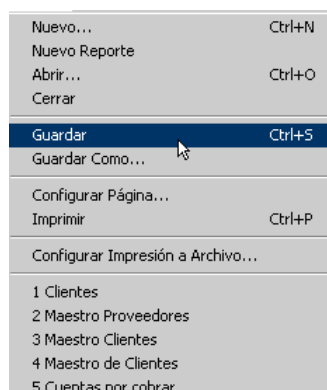 Nuevo... Ctrl+N
Nuevo Reporte
Abrir... Ctrl+O
Cerrar
Guardar Ctrl+S
Guardar Como...
Configurar Página...
Imprimir Ctrl+P
Configurar Impresión a Archivo...
1 Clientes
2 Maestro Proveedores
3 Maestro Clientes
4 Maestro de Clientes
5 Cuentas por cobrar